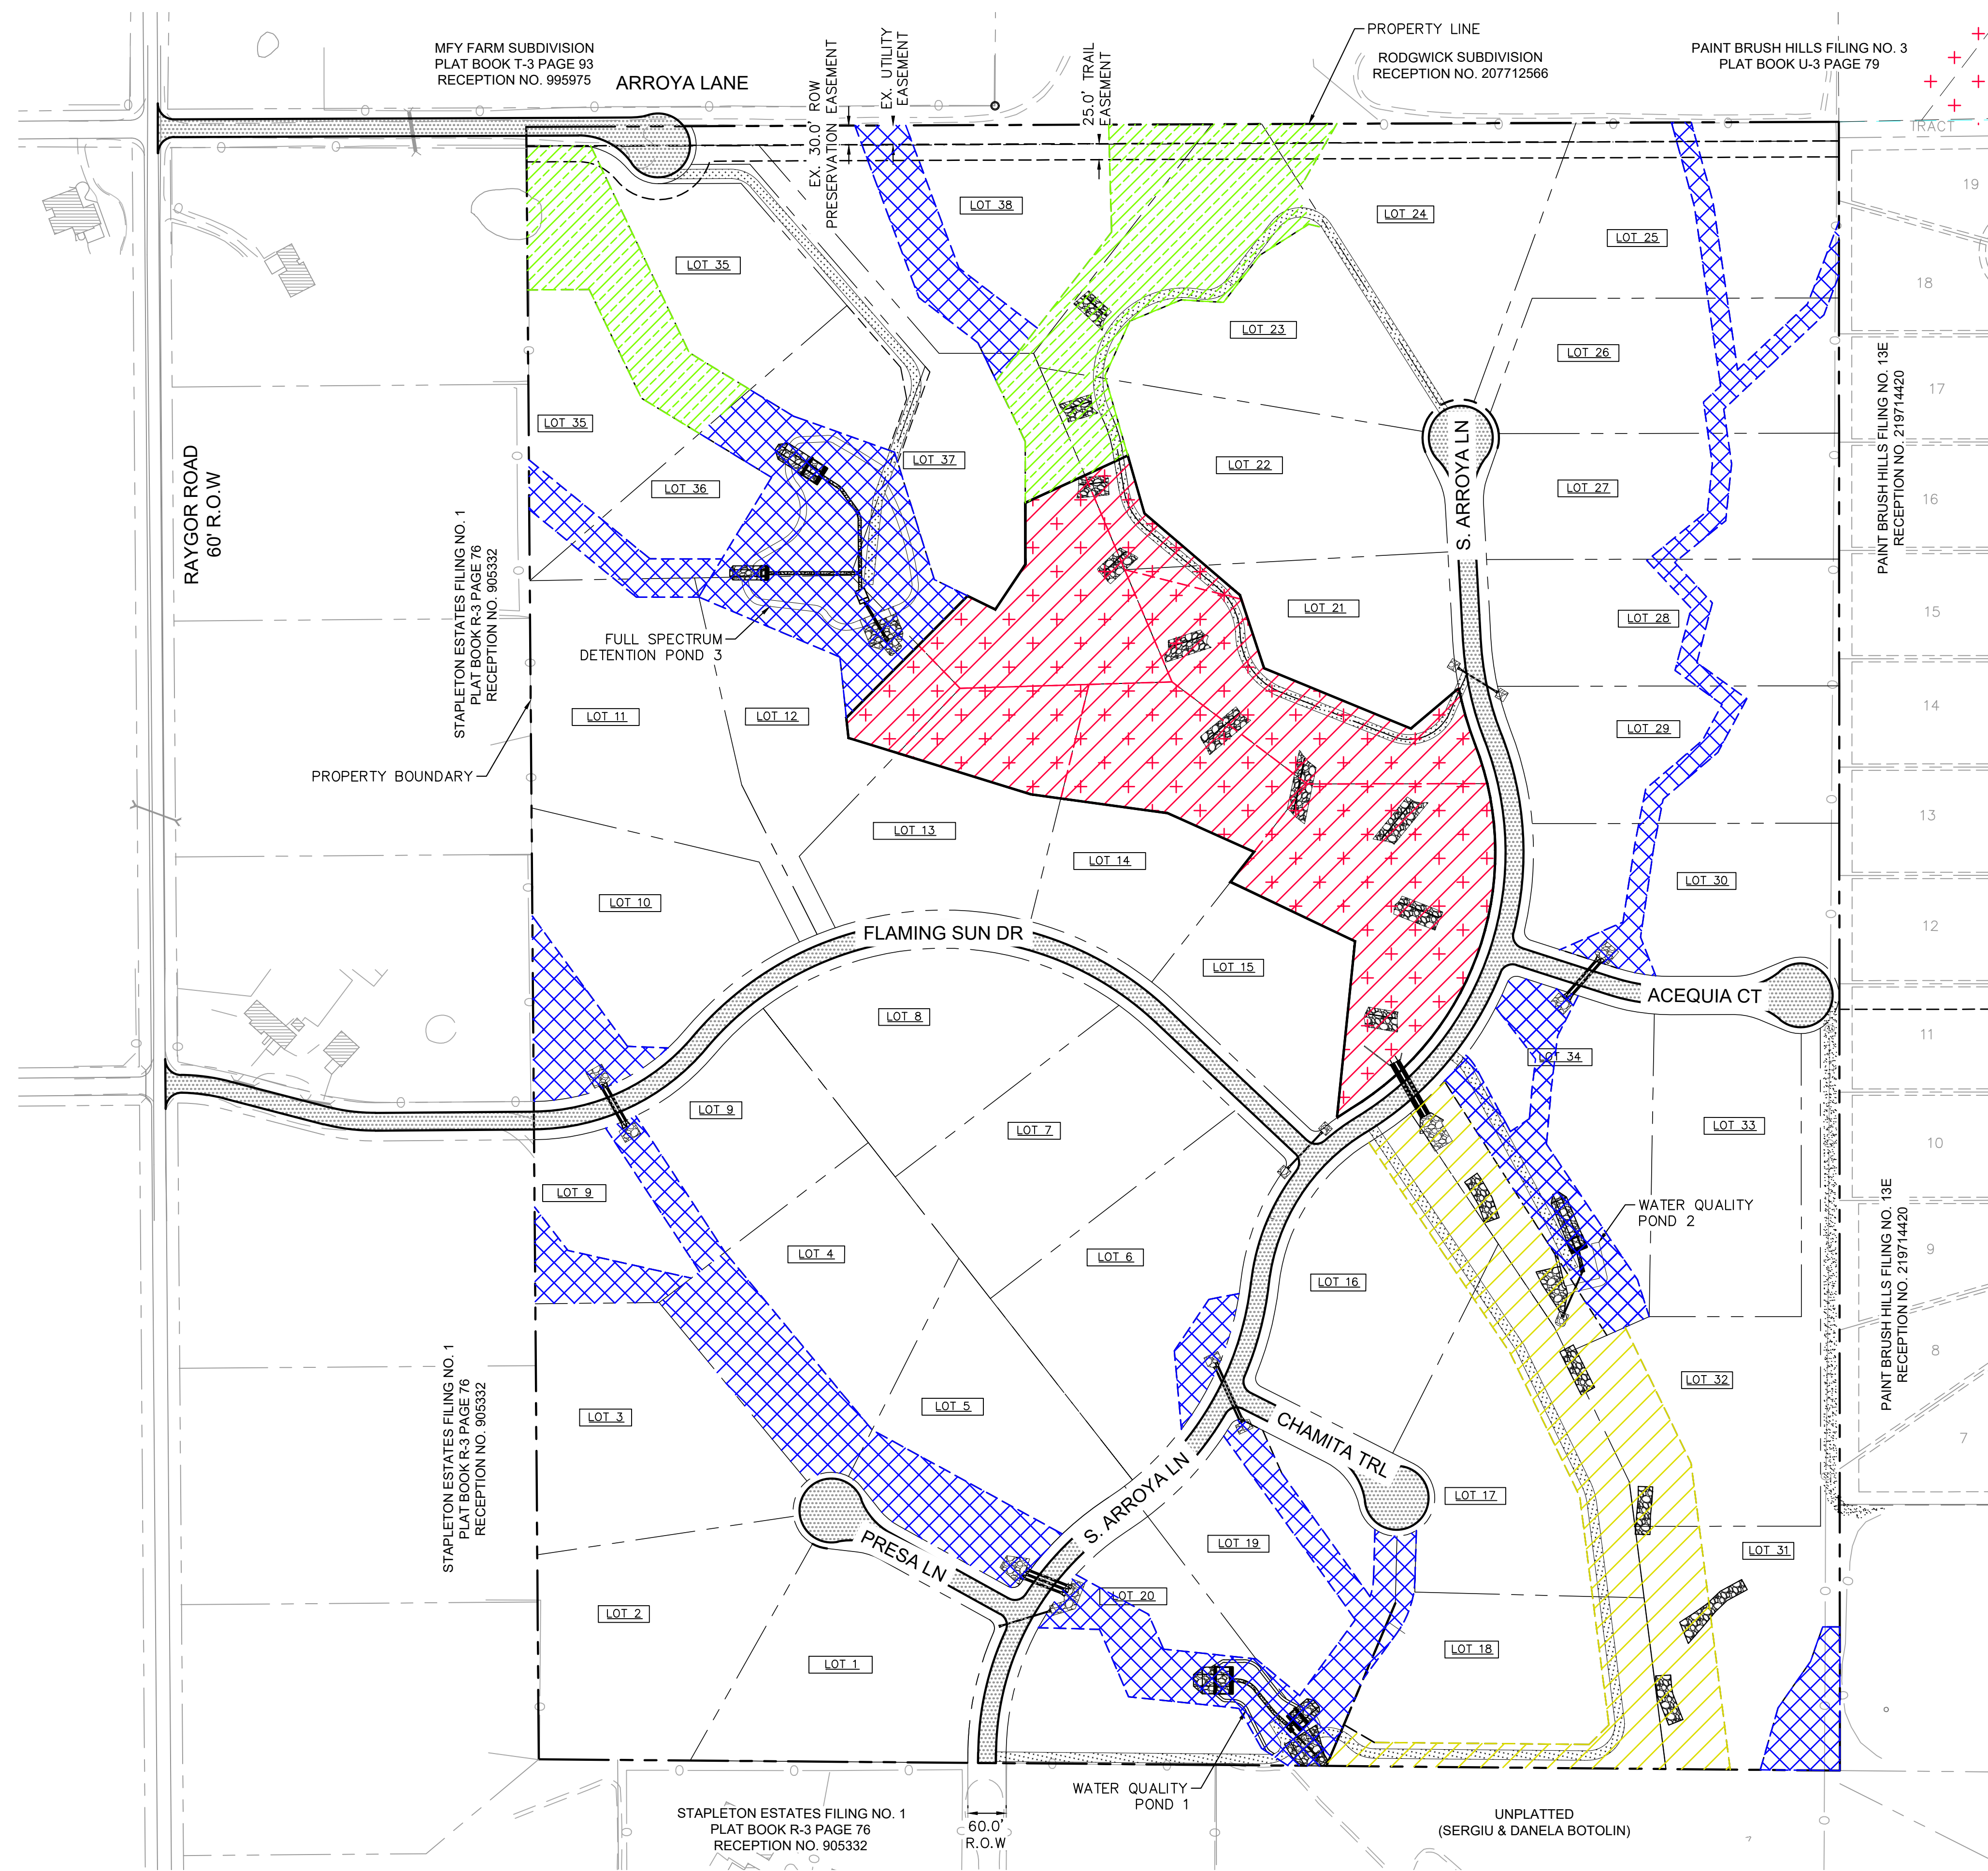 MFY FARM SUBDIVISION
PLAT BOOK T-3 PAGE 93
RECEPTION NO. 995975
ARROYA LANE
EX. 30.0' ROW
PRESERVATION EASEMENT
EX. UTILITY
EASEMENT
25.0' TRAIL
EASEMENT
PROPERTY LINE
RODGWICK SUBDIVISION
RECEPTION NO. 207712566
PAINT BRUSH HILLS FILING NO. 3
PLAT BOOK U-3 PAGE 79
TRACT
19
LOT 38
LOT 24
LOT 25
LOT 35
18
LOT 23
LOT 26
17
PAINT BRUSH HILLS FILING NO. 13E
RECEPTION NO. 219714420
LOT 35
LOT 37
LOT 22
S. ARROYA LN
LOT 36
LOT 27
16
RAYGOR ROAD
60' R.O.W
STAPLETON ESTATES FILING NO. 1
PLAT BOOK R-3 PAGE 76
RECEPTION NO. 905332
LOT 21
LOT 28
15
FULL SPECTRUM
DETENTION POND 3
LOT 11
LOT 12
LOT 29
14
PROPERTY BOUNDARY
LOT 13
LOT 14
13
LOT 10
LOT 30
12
FLAMING SUN DR
LOT 15
ACEQUIA CT
LOT 8
LOT 34
11
LOT 9
LOT 7
LOT 33
10
LOT 9
WATER QUALITY
POND 2
PAINT BRUSH HILLS FILING NO. 13E
RECEPTION NO. 219714420
LOT 4
LOT 6
LOT 16
9
8
LOT 32
STAPLETON ESTATES FILING NO. 1
PLAT BOOK R-3 PAGE 76
RECEPTION NO. 905332
LOT 3
LOT 5
CHAMITA TRL
7
S. ARROYA LN
LOT 17
PRESA LN
LOT 19
LOT 31
LOT 2
LOT 20
LOT 1
LOT 18
WATER QUALITY
POND 1
STAPLETON ESTATES FILING NO. 1
PLAT BOOK R-3 PAGE 76
RECEPTION NO. 905332
60.0'
R.O.W
UNPLATTED
(SERGIU & DANELA BOTOLIN)